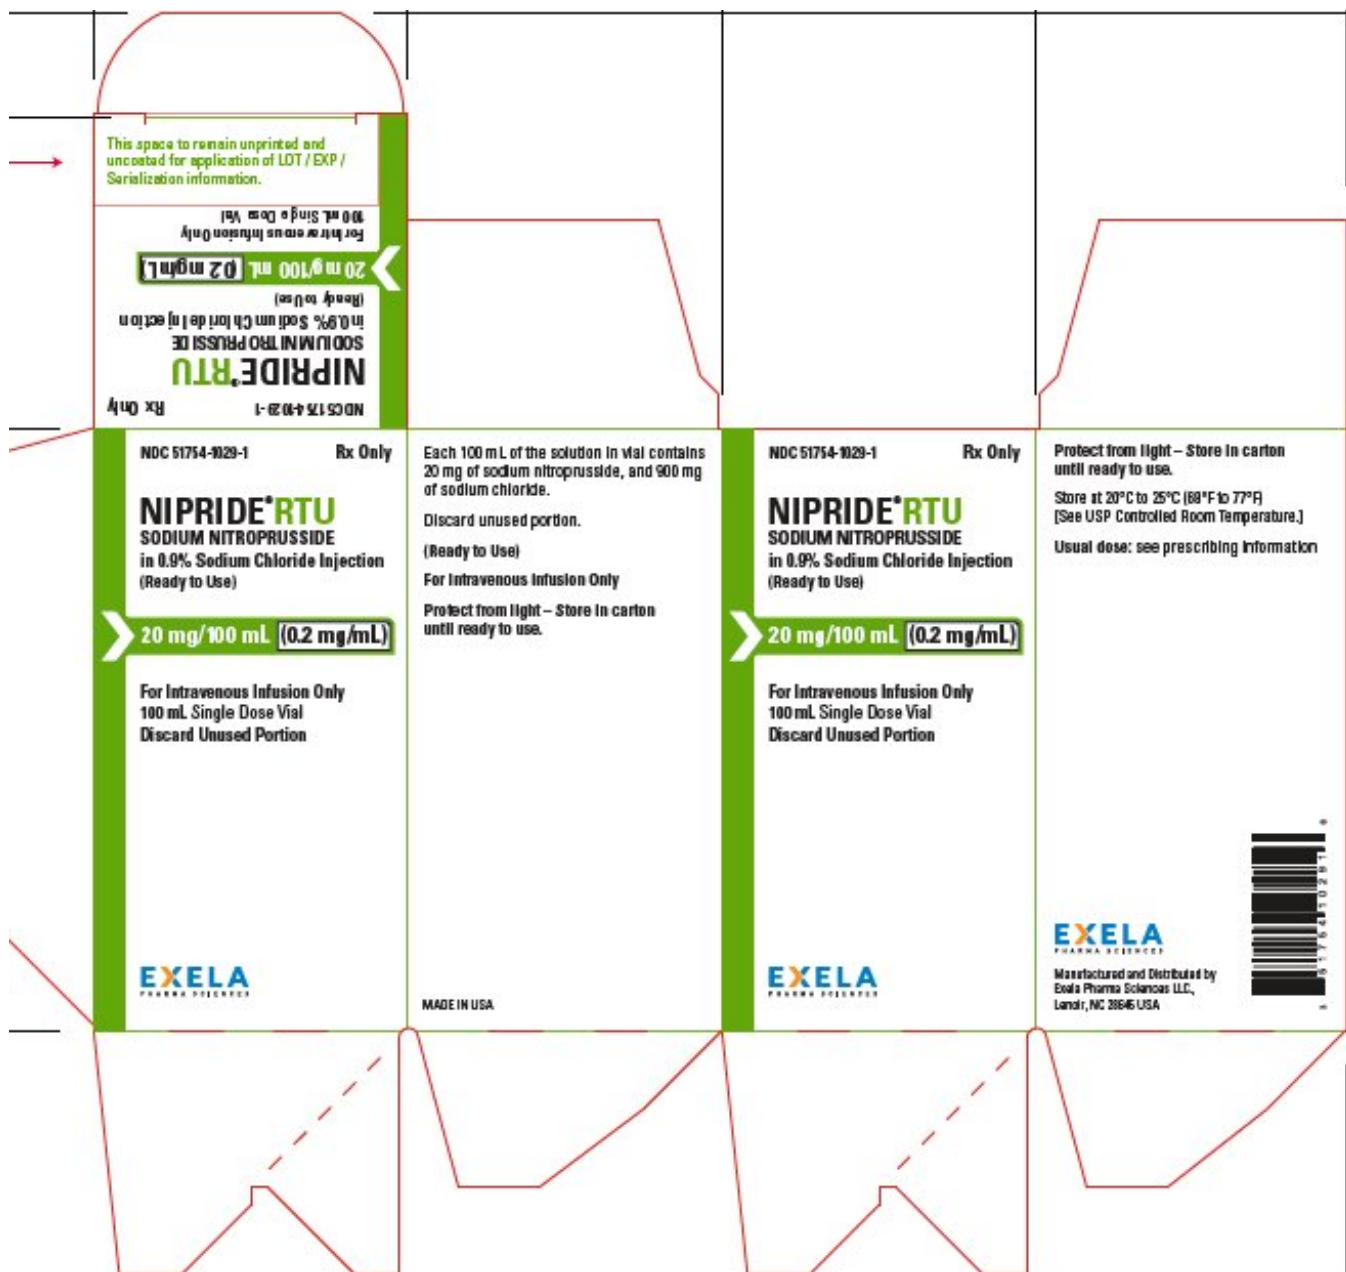 This space to remain unprinted and
uncoated for application of LOT / EXP /
Serialization information.
NDC 51754-1029-1 Rx Only
NIPRIDE® RTU
SODIUM NITROPRUSSIDE
in 0.9% Sodium Chloride Injection
(Ready to Use)
20 mg/100 mL (0.2 mg/mL)
For Intravenous Infusion Only
100 mL Single Dose Vial
NDC 51754-1029-1 Rx Only
NIPRIDE® RTU
SODIUM NITROPRUSSIDE
in 0.9% Sodium Chloride Injection
(Ready to Use)
20 mg/100 mL (0.2 mg/mL)
For Intravenous Infusion Only
100 mL Single Dose Vial
Discard Unused Portion
EXELA
PHARMA SCIENCES
Each 100 mL of the solution in vial contains
20 mg of sodium nitroprusside, and 900 mg
of sodium chloride.
Discard unused portion.
(Ready to Use)
For Intravenous Infusion Only
Protect from light – Store in carton
until ready to use.
MADE IN USA
NDC 51754-1029-1 Rx Only
NIPRIDE® RTU
SODIUM NITROPRUSSIDE
in 0.9% Sodium Chloride Injection
(Ready to Use)
20 mg/100 mL (0.2 mg/mL)
For Intravenous Infusion Only
100 mL Single Dose Vial
Discard Unused Portion
EXELA
PHARMA SCIENCES
Protect from light – Store in carton
until ready to use.
Store at 20°C to 25°C (68°F to 77°F)
[See USP Controlled Room Temperature.]
Usual dose: see prescribing information
EXELA
PHARMA SCIENCES
Manufactured and Distributed by
Exela Pharma Sciences LLC.,
Lenoir, NC 28645 USA